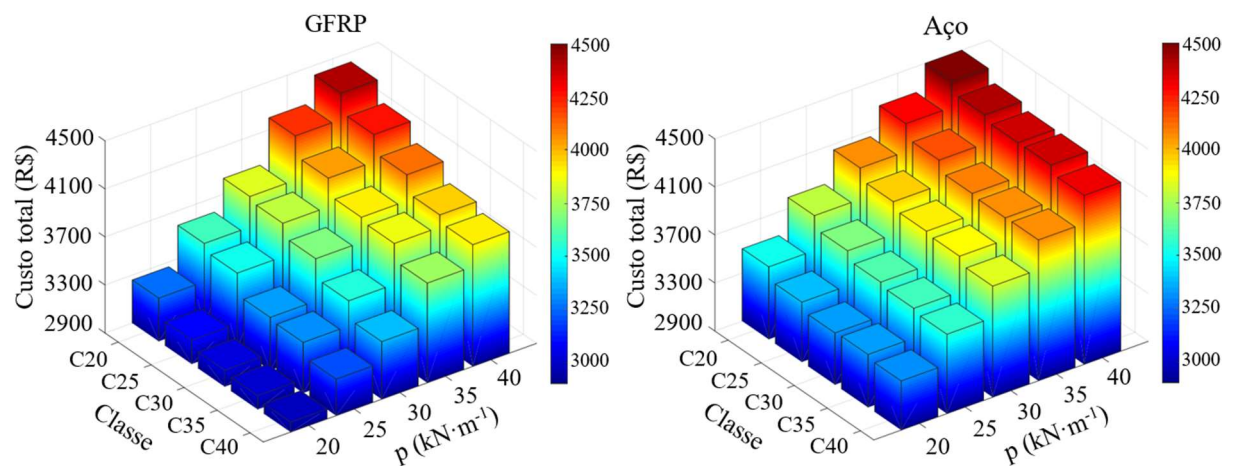 GFRP
4500
4100
3700
3300
2900
Custo total (R$)
C20
C25
C30
C35
C40
Classe
20
25
30
35
40
p (kN·m⁻¹)
4500
4250
4000
3750
3500
3250
3000
Aço
4500
4100
3700
3300
2900
Custo total (R$)
C20
C25
C30
C35
C40
Classe
20
25
30
35
40
p (kN·m⁻¹)
4500
4250
4000
3750
3500
3250
3000